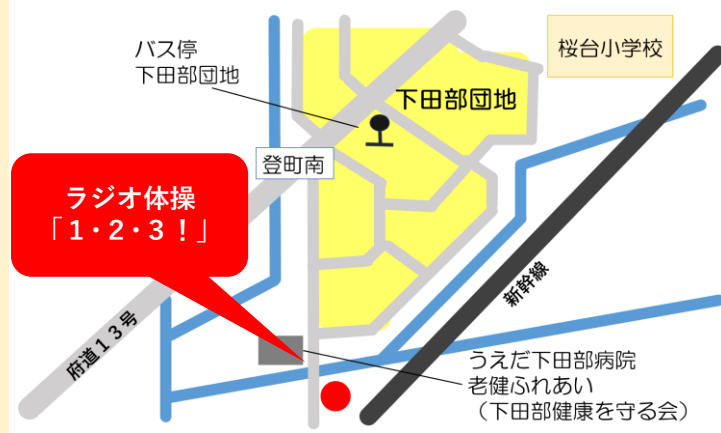 バス停
下田部団地
桜台小学校
下田部団地
登町南
ラジオ体操
「１・２・３！」
新幹線
府道１３号
うえだ下田部病院
老健ふれあい
（下田部健康を守る会）